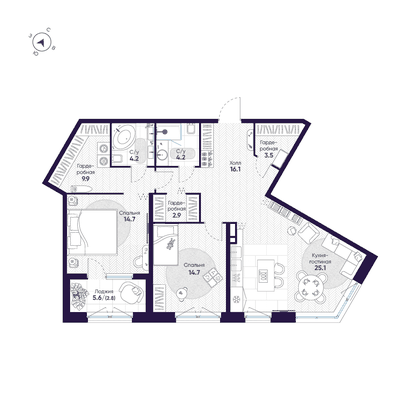 С/у
4.2
С/у
4.2
Холл
16.1
Гарде-
робная
3.5
Гарде-
робная
9.9
Гарде-
робная
2.9
Спальня
14.7
Спальня
14.7
Кухня-
гостиная
25.1
Лоджия
5.6/(2.8)